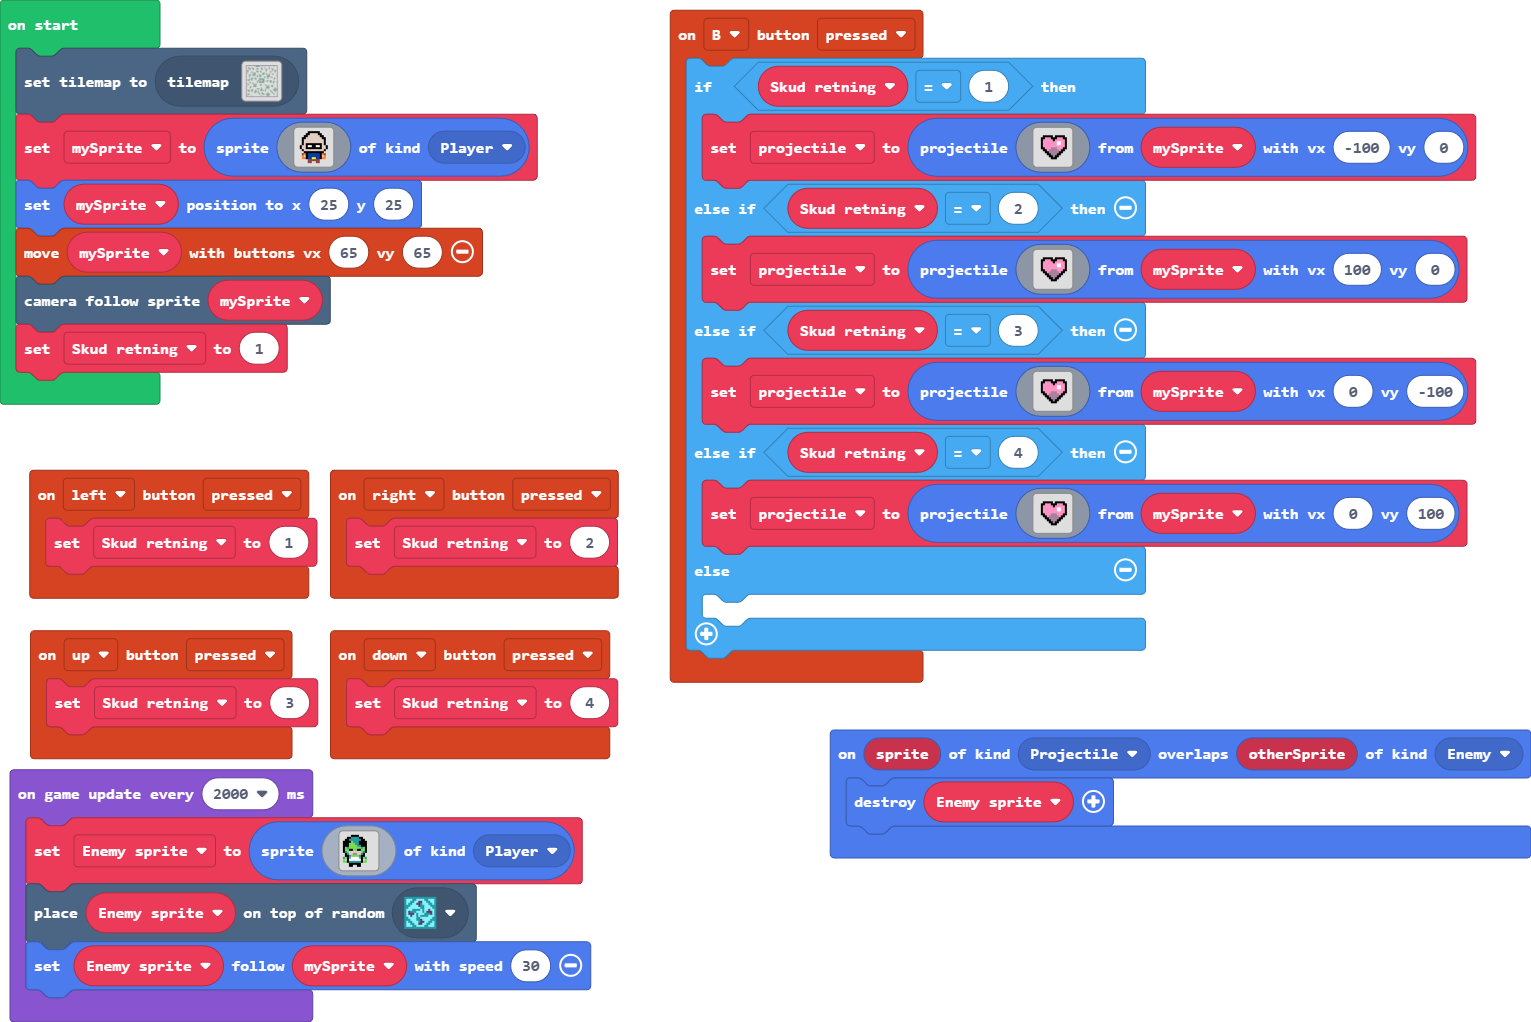 on start
set tilemap to tilemap
set mySprite to sprite of kind Player
set mySprite position to x 25 y 25
move mySprite with buttons vx 65 vy 65
camera follow sprite mySprite
set Skud retning to 1
on left button pressed
set Skud retning to 1
on right button pressed
set Skud retning to 2
on up button pressed
set Skud retning to 3
on down button pressed
set Skud retning to 4
on game update every 2000 ms
set Enemy sprite to sprite of kind Player
place Enemy sprite on top of random
set Enemy sprite follow mySprite with speed 30
on B button pressed
if Skud retning = 1 then
set projectile to projectile from mySprite with vx -100 vy 0
else if Skud retning = 2 then
set projectile to projectile from mySprite with vx 100 vy 0
else if Skud retning = 3 then
set projectile to projectile from mySprite with vx 0 vy -100
else if Skud retning = 4 then
set projectile to projectile from mySprite with vx 0 vy 100
else
on sprite of kind Projectile overlaps otherSprite of kind Enemy
destroy Enemy sprite